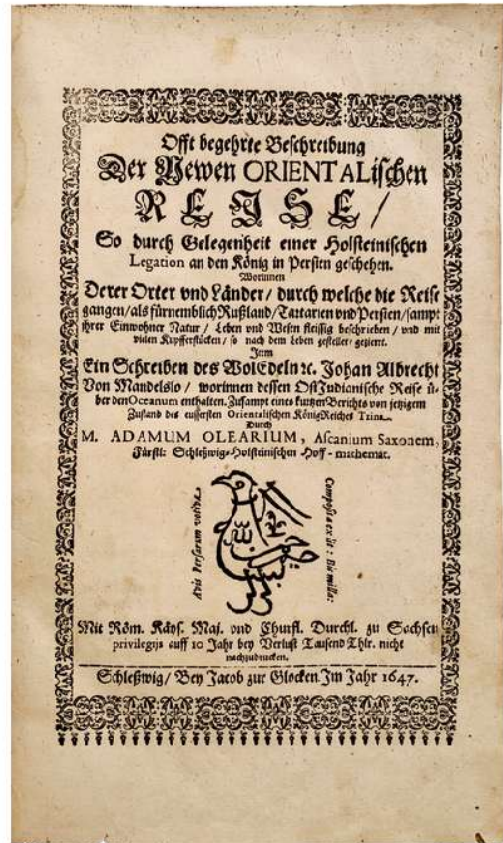 Offt begehrte Beschreibung
Der Newen ORIENTALischen
REJSE /
So durch Gelegenheit einer Holsteinischen
Legation an den König in Persien geschehen.
Worinnen
Derer Orter vnd Länder / durch welche die Reise
gangen / als fürnemblich Rußland / Tartarien vnd Persien / sampt
ihrer Einwohner Natur / Leben vnd Wesen fleissig beschrieben / vnd mit
vielen Kupfferstücken / so nach dem Leben gestellet / gezieret.
Item
Ein Schreiben des WolEdeln ꝛc. Johan Albrecht
Von Mandelslo / worinnen dessen OstJndianische Reise ü-
ber den Oceanum enthalten. Zusampt eines kurtzen Berichts von jetzigem
Zustand des eussersten Orientalischen KönigReiches Tzina.
Durch
M. ADAMUM OLEARIUM, Ascanium Saxonem,
Fürstl: Schleßwig-Holsteinischen Hoff-mathemat.
Avis Persarum votiva
Composita ex iis: Bis milla:
Mit Röm. Käys. Maj. vnd Churfl. Durchl. zu Sachsen
privilegijs auff 10 Jahr bey Verlust Tausend Thlr. nicht
nachzudrucken.
Schleßwig / Bey Jacob zur Glocken Jm Jahr 1647.